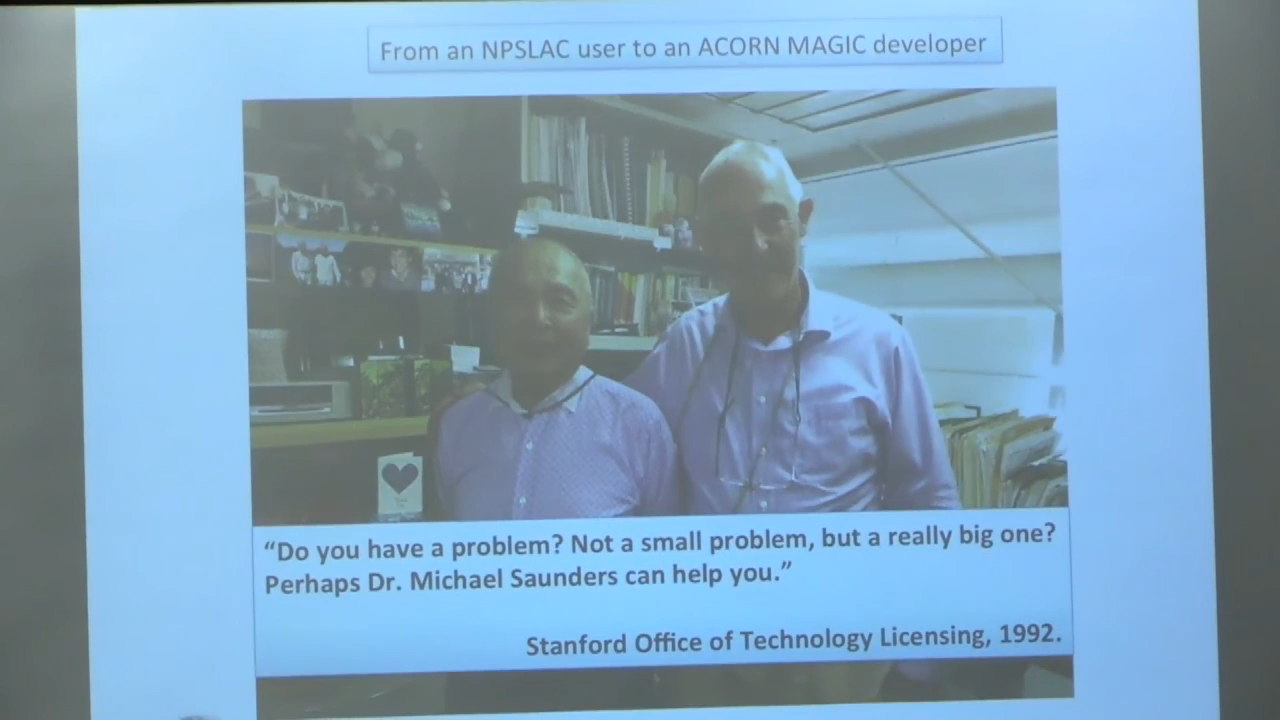 From an NPSLAC user to an ACORN MAGIC developer
“Do you have a problem? Not a small problem, but a really big one?
Perhaps Dr. Michael Saunders can help you.”
Stanford Office of Technology Licensing, 1992.